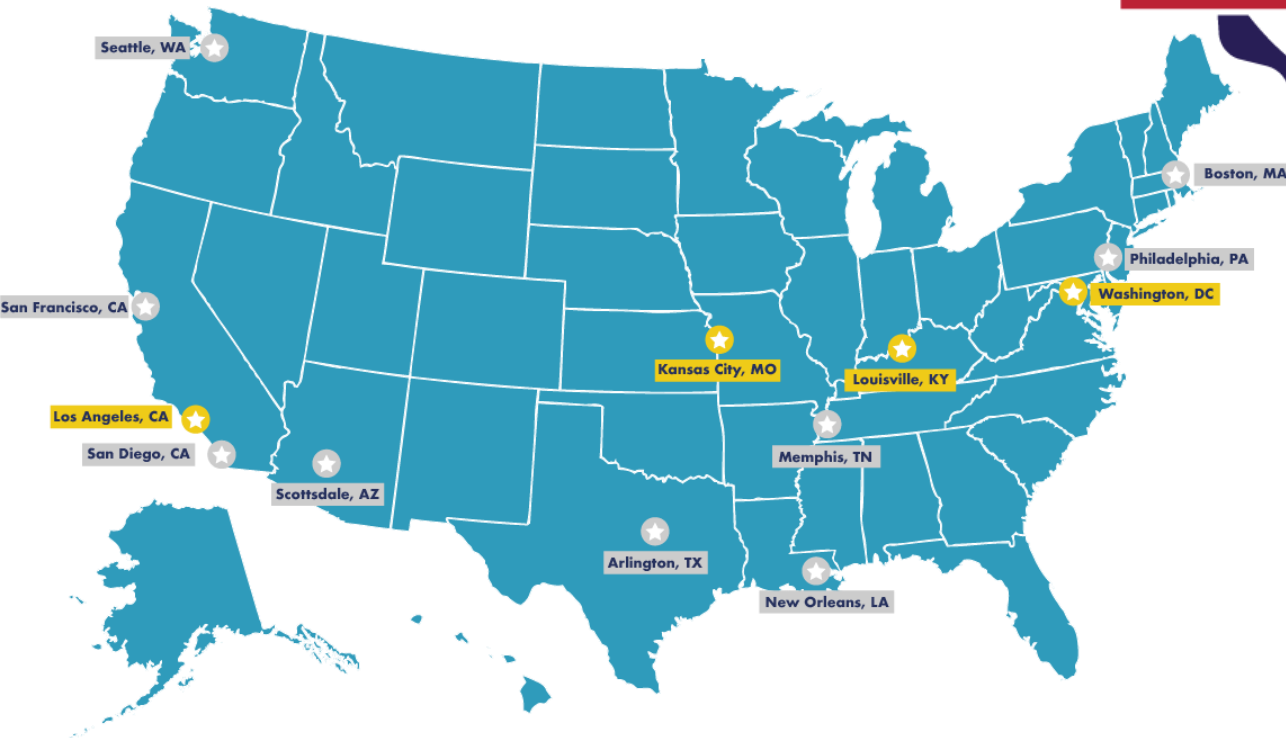 Seattle, WA
Boston, MA
Philadelphia, PA
Washington, DC
San Francisco, CA
Kansas City, MO
Louisville, KY
Los Angeles, CA
San Diego, CA
Memphis, TN
Scottsdale, AZ
Arlington, TX
New Orleans, LA